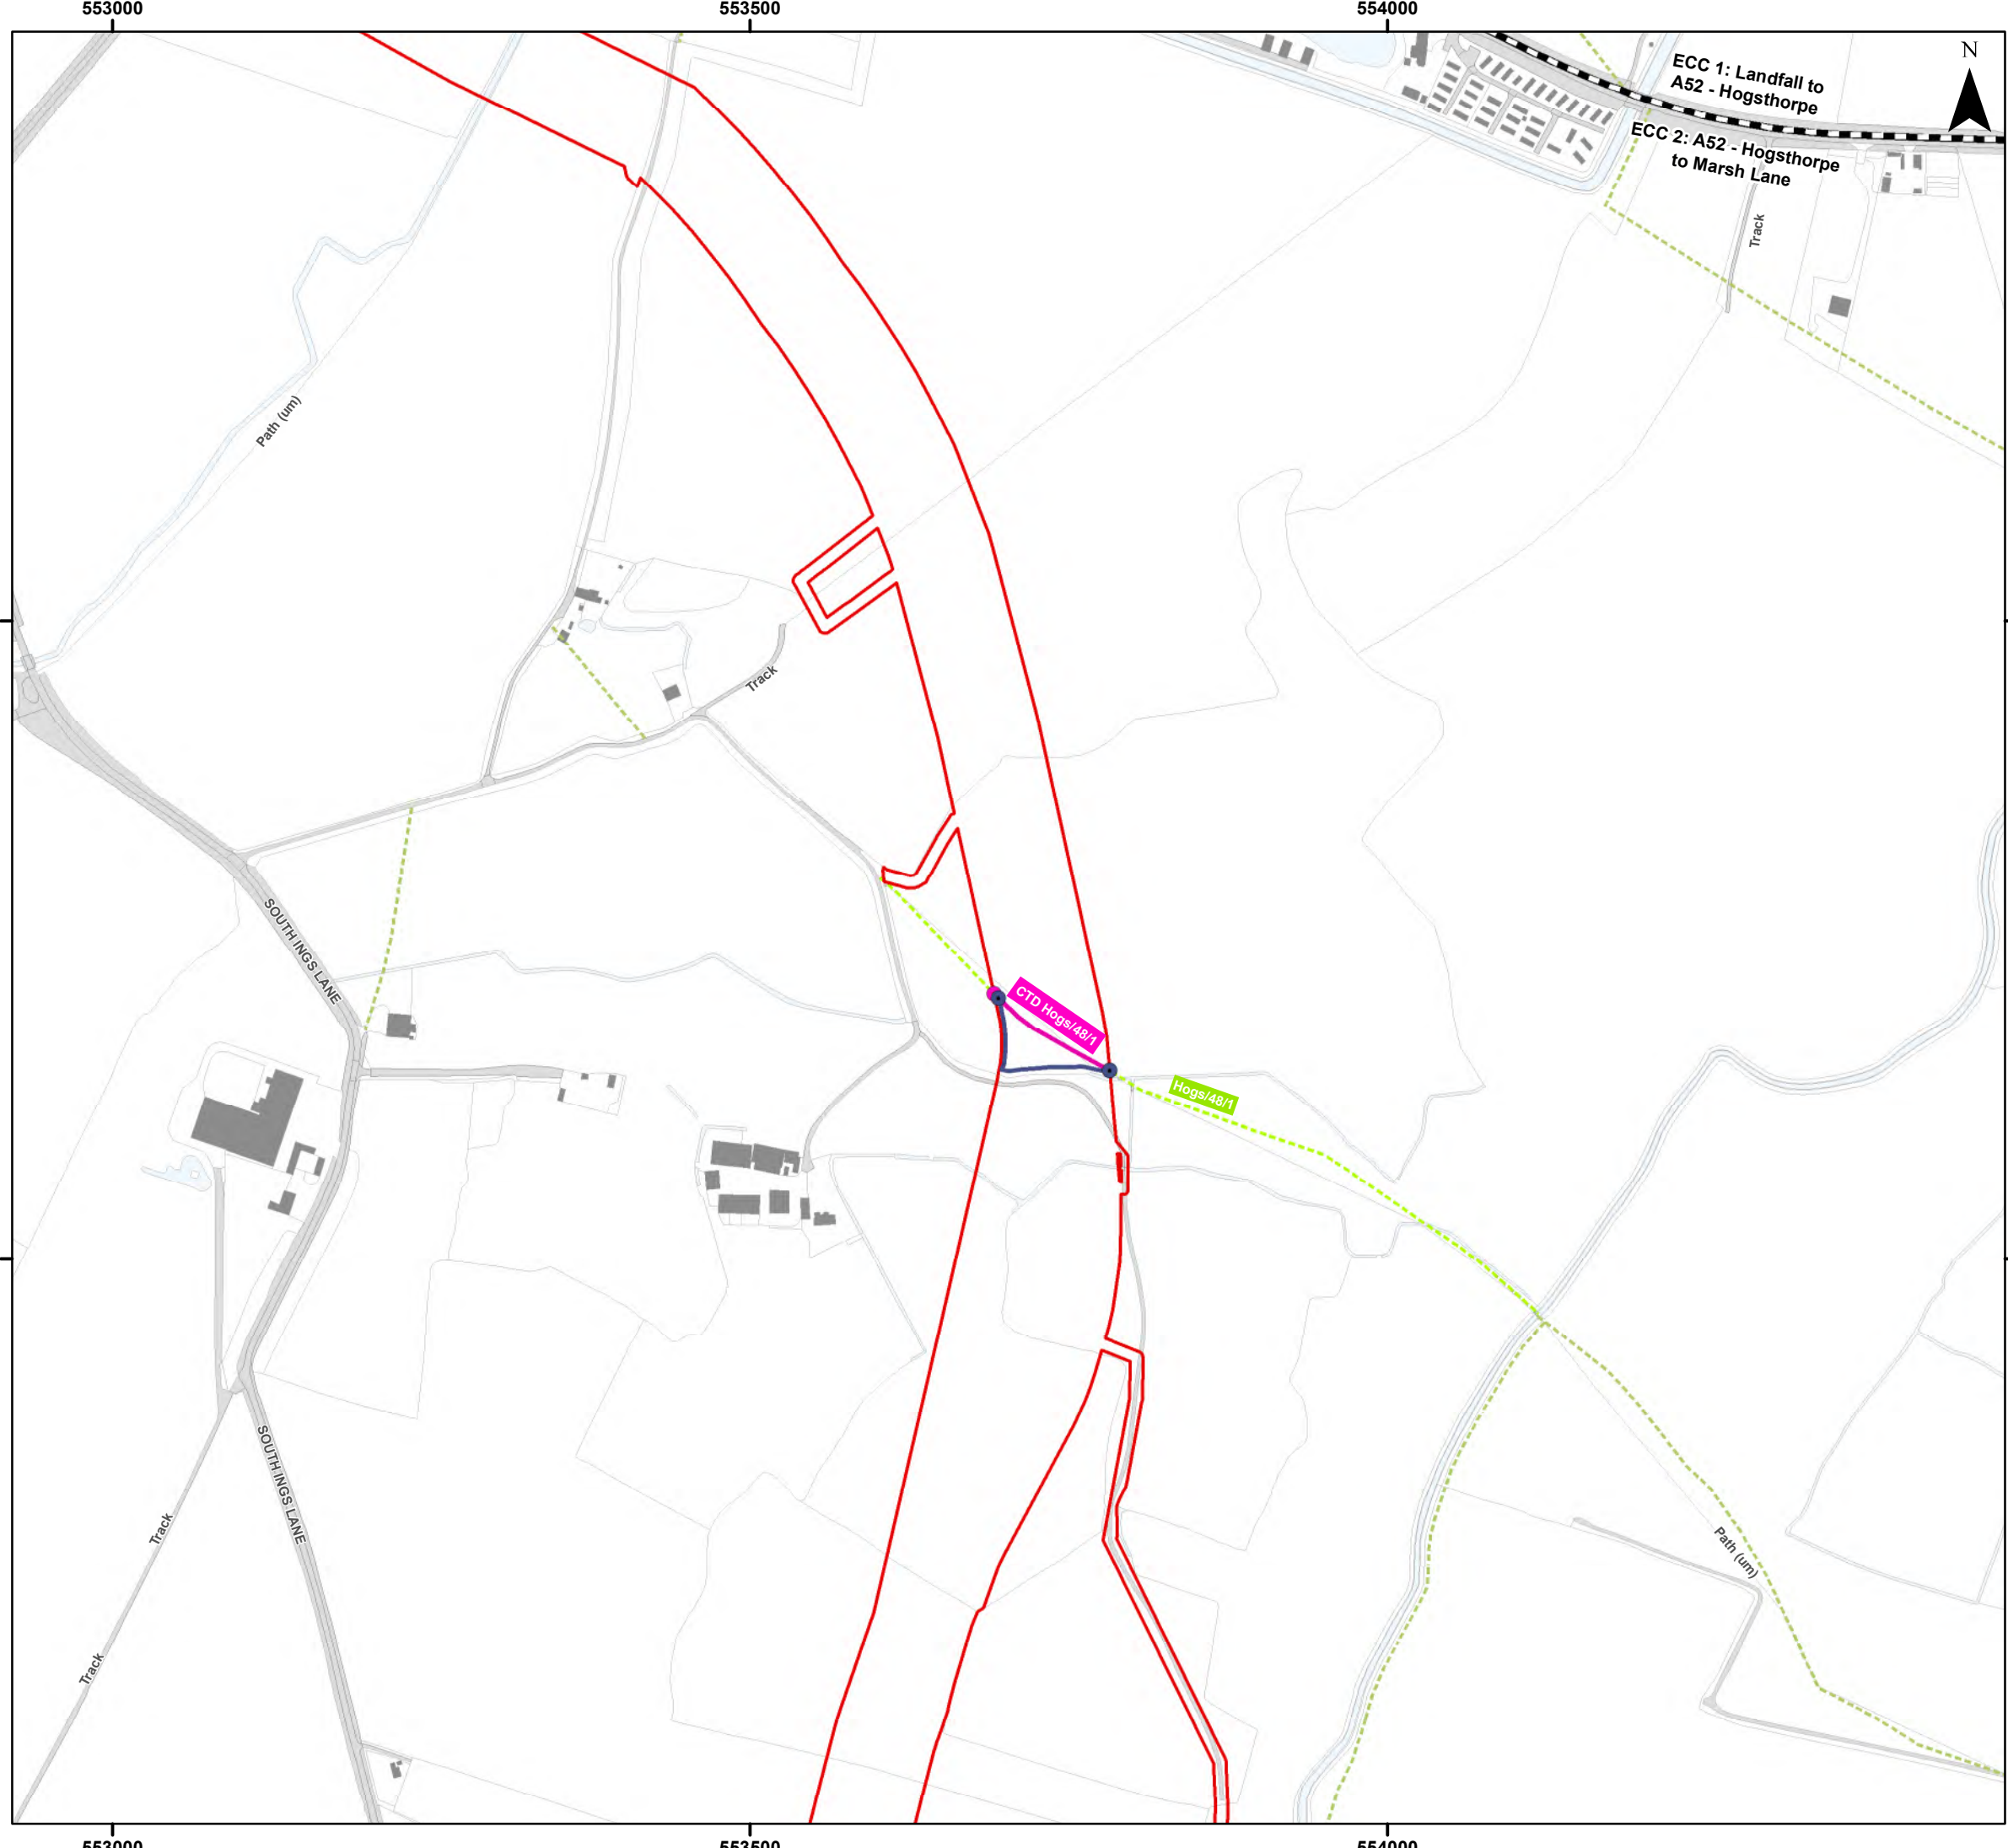 553000
553500
554000
N
ECC 1: Landfall to
A52 - Hogsthorpe
ECC 2: A52 - Hogsthorpe
to Marsh Lane
Track
Path (um)
Track
SOUTH INGS LANE
CTD Hogs/48/1
Hogs/48/1
SOUTH INGS LANE
Track
Path (um)
Track
553000
553500
554000